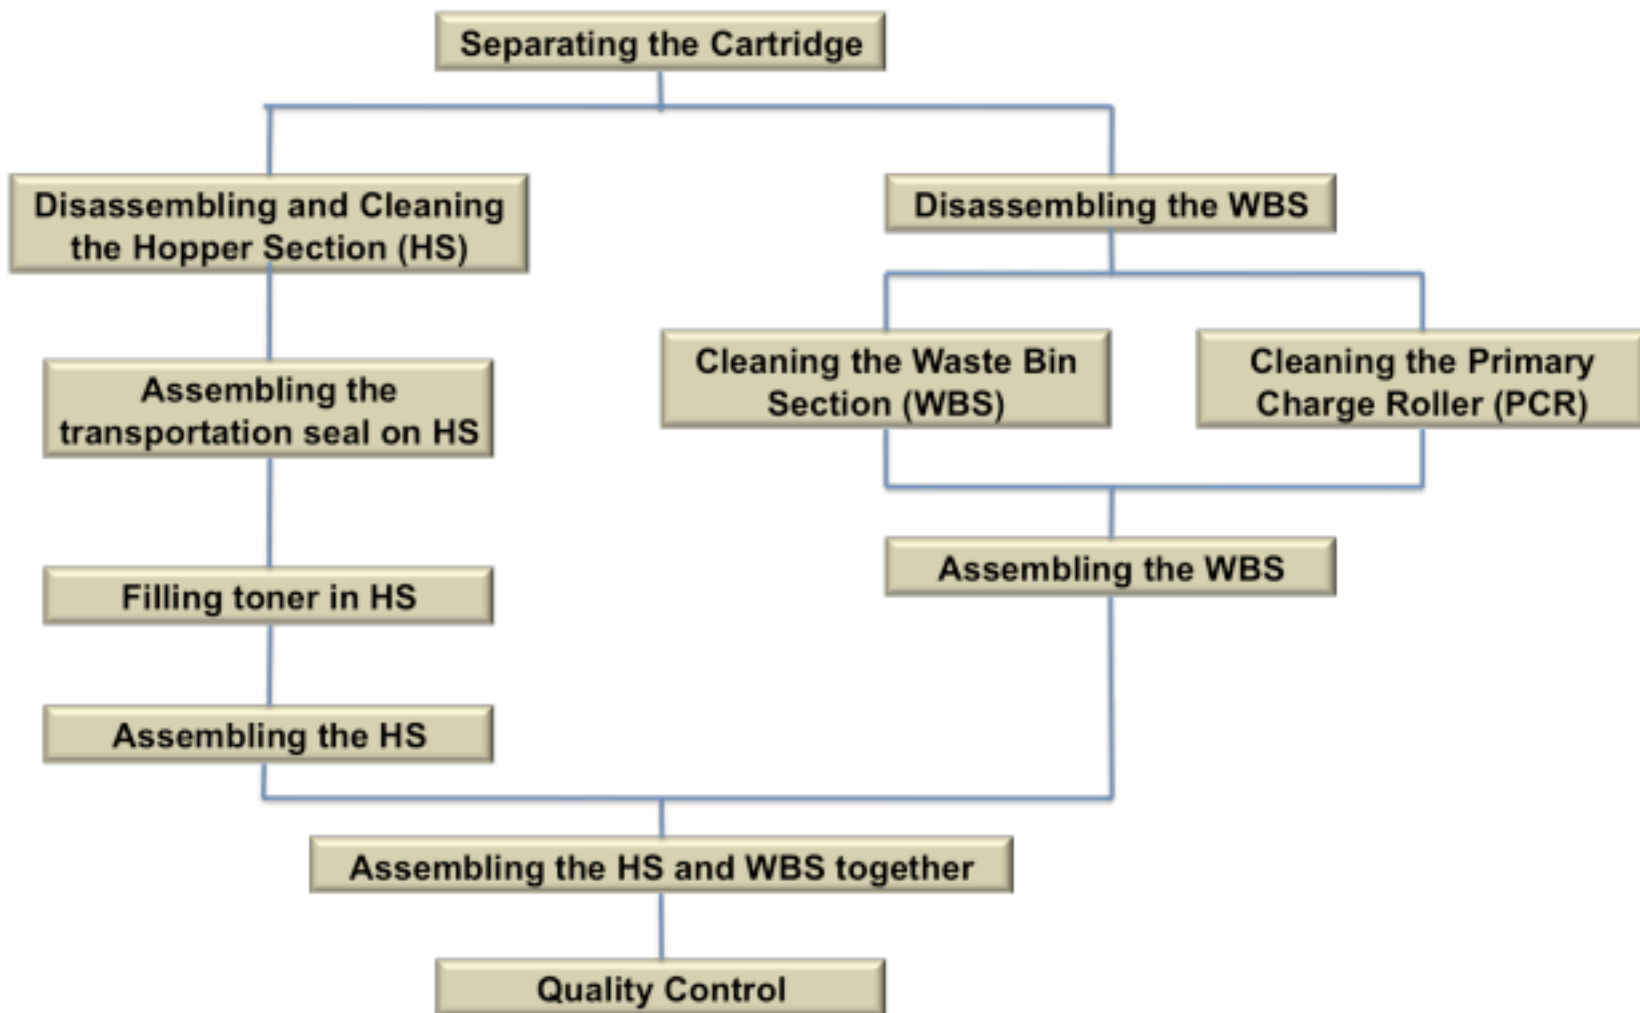 Separating the Cartridge
Disassembling and Cleaning
the Hopper Section (HS)
Disassembling the WBS
Cleaning the Waste Bin
Section (WBS)
Cleaning the Primary
Charge Roller (PCR)
Assembling the
transportation seal on HS
Assembling the WBS
Filling toner in HS
Assembling the HS
Assembling the HS and WBS together
Quality Control